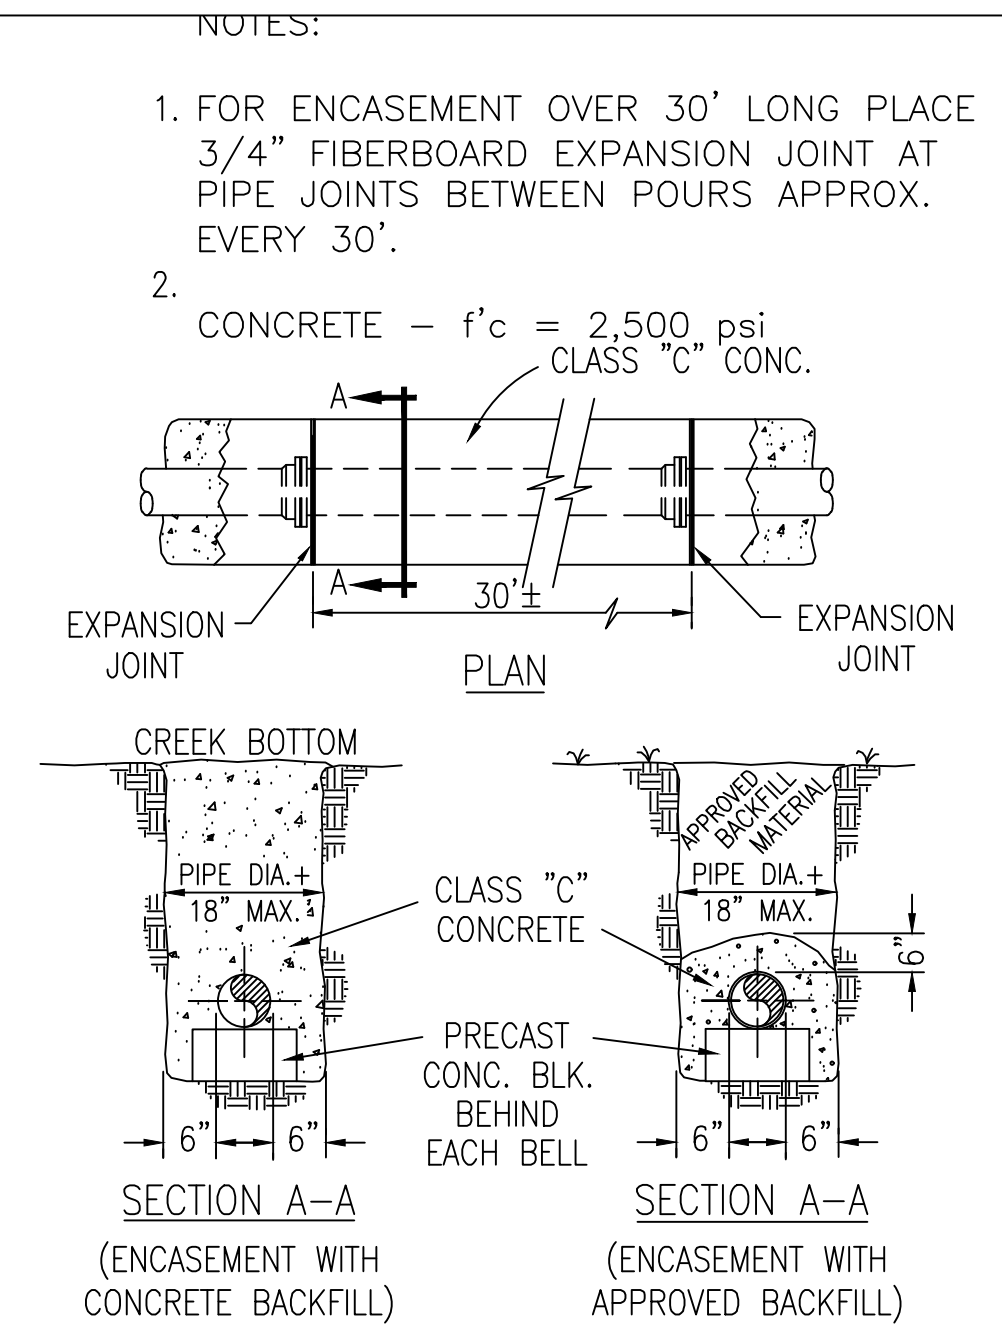 NOTES:
1. FOR ENCASEMENT OVER 30' LONG PLACE
3/4" FIBERBOARD EXPANSION JOINT AT
PIPE JOINTS BETWEEN POURS APPROX.
EVERY 30'.
2.
CONCRETE – f'c = 2,500 psi
CLASS "C" CONC.
A
A
30'±
EXPANSION
JOINT
EXPANSION
JOINT
PLAN
CREEK BOTTOM
PIPE DIA.+
18" MAX.
CLASS "C"
CONCRETE
PRECAST
CONC. BLK.
BEHIND
EACH BELL
6"
6"
SECTION A–A
(ENCASEMENT WITH
CONCRETE BACKFILL)
APPROVED
BACKFILL
MATERIAL
PIPE DIA.+
18" MAX.
6"
6"
6"
SECTION A–A
(ENCASEMENT WITH
APPROVED BACKFILL)